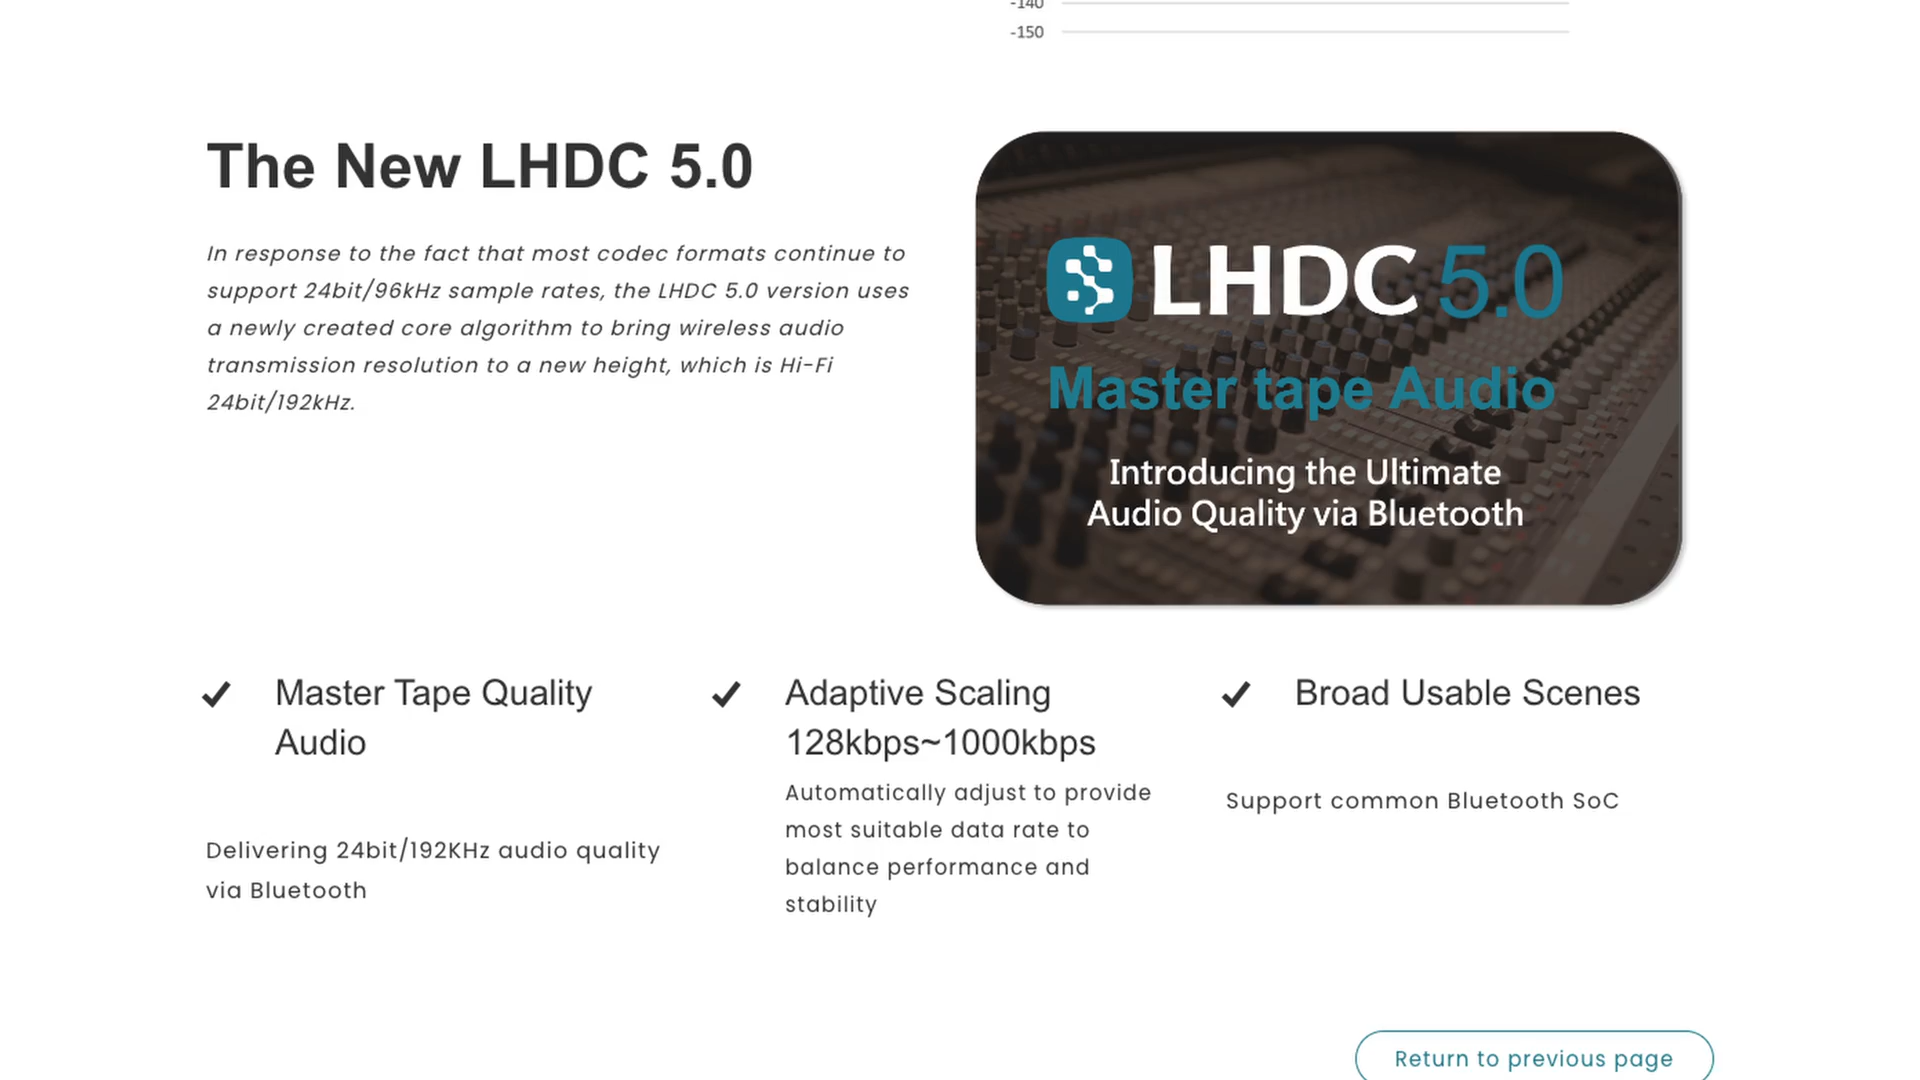 -140
-150
The New LHDC 5.0
In response to the fact that most codec formats continue to
support 24bit/96kHz sample rates, the LHDC 5.0 version uses
a newly created core algorithm to bring wireless audio
transmission resolution to a new height, which is Hi-Fi
24bit/192kHz.
LHDC 5.0
Master tape Audio
Introducing the Ultimate
Audio Quality via Bluetooth
Master Tape Quality
Audio
Delivering 24bit/192KHz audio quality
via Bluetooth
Adaptive Scaling
128kbps~1000kbps
Automatically adjust to provide
most suitable data rate to
balance performance and
stability
Broad Usable Scenes
Support common Bluetooth SoC
Return to previous page